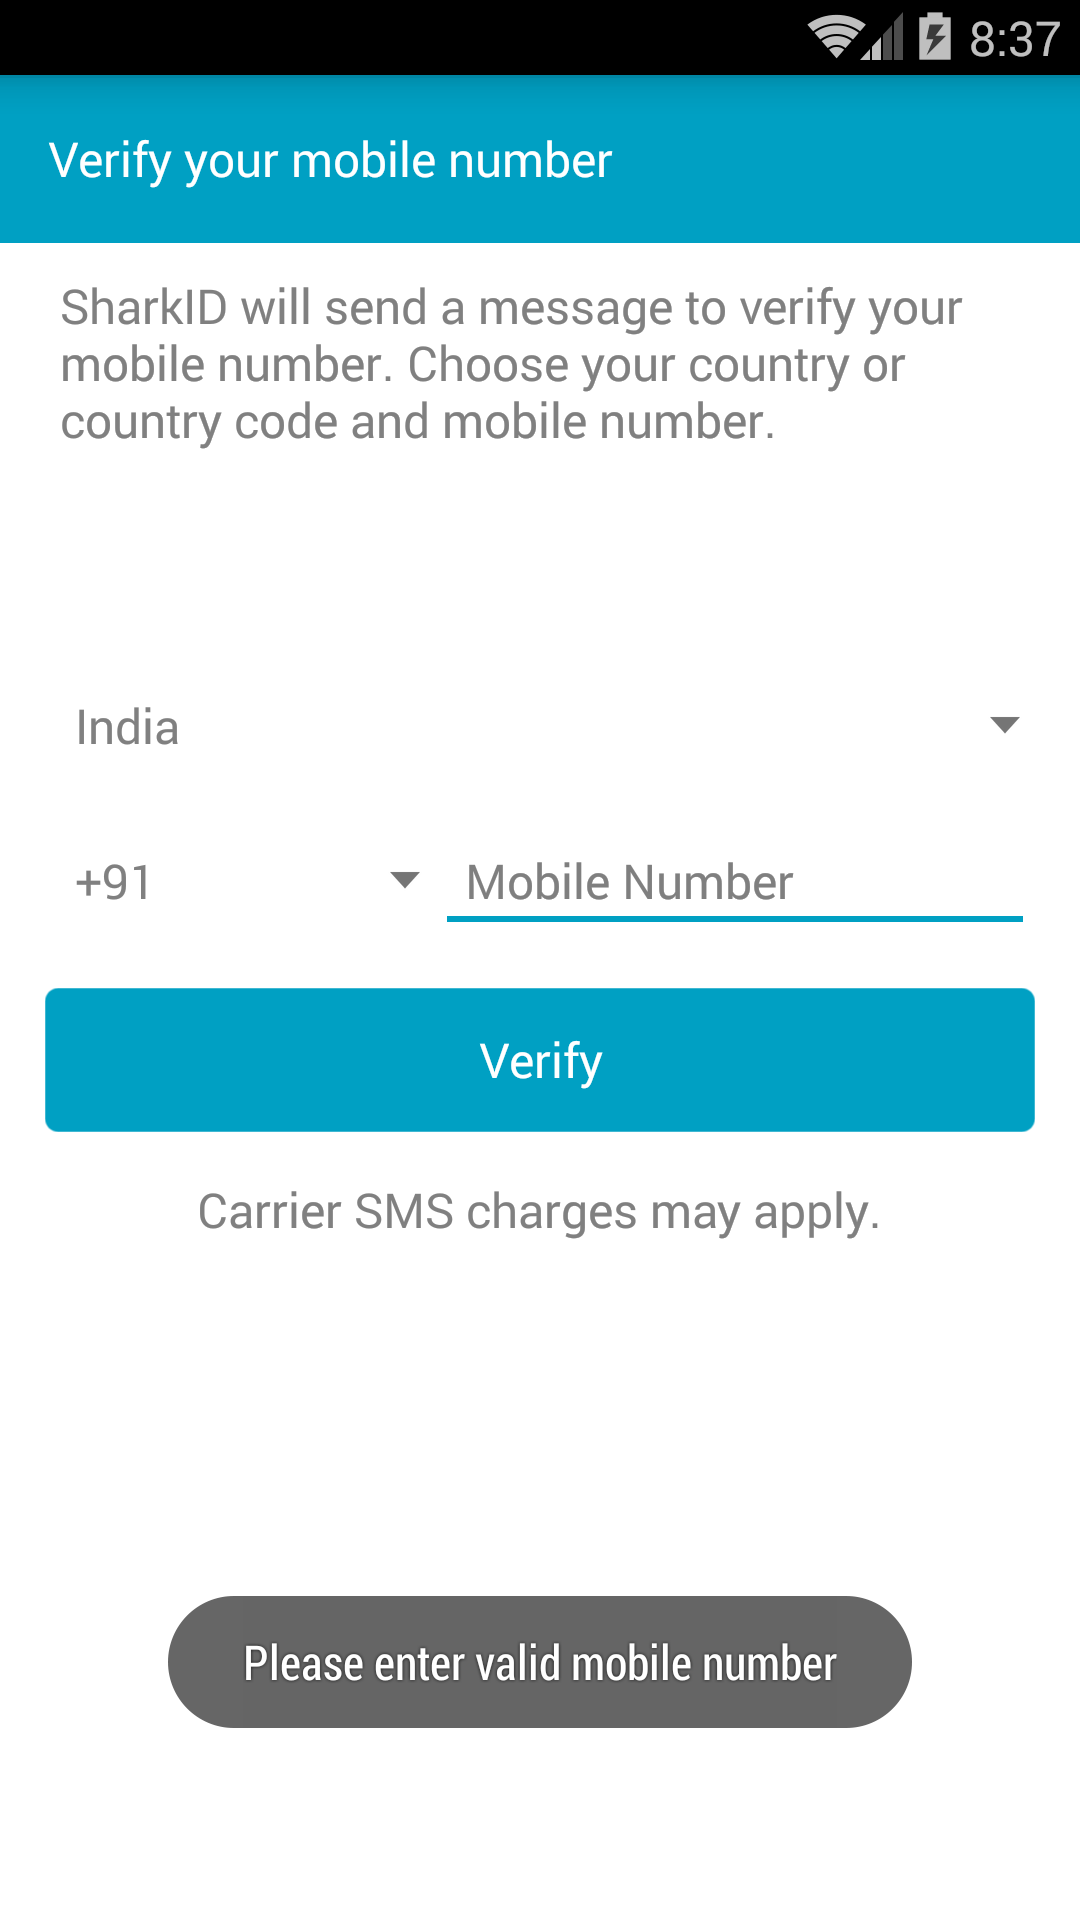 8:37
Verify your mobile number
SharkID will send a message to verify your
mobile number. Choose your country or
country code and mobile number.
India
+91 Mobile Number
Verify
Carrier SMS charges may apply.
Please enter valid mobile number